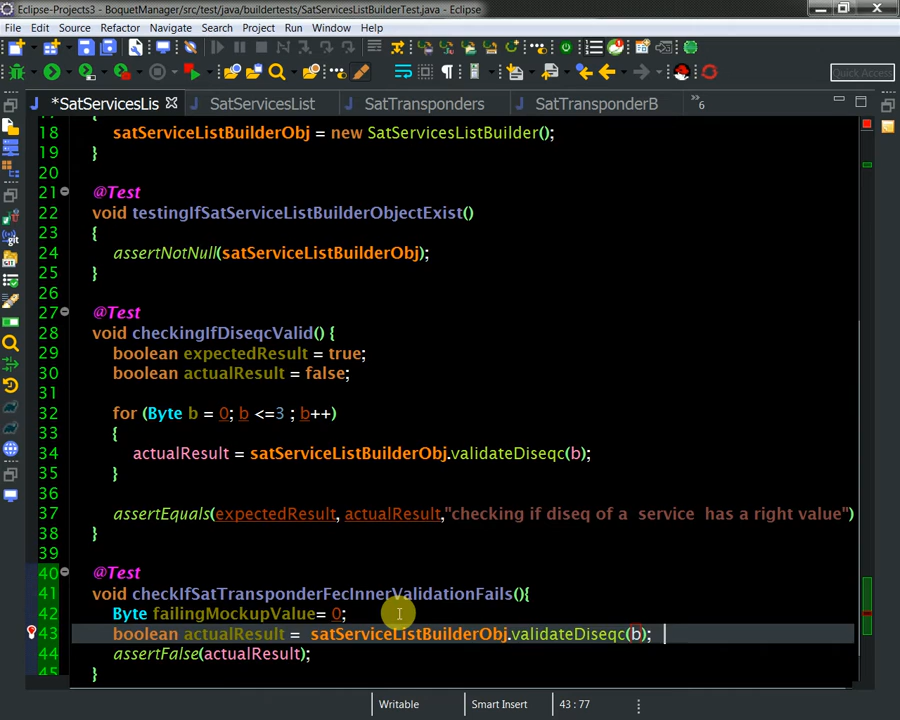 Eclipse-Projects3 - BoquetManager/src/test/java/buildertests/SatServicesListBuilderTest.java - Eclipse
File Edit Source Refactor Navigate Search Project Run Window Help
Quick Access
*SatServicesLis SatServicesList SatTransponders SatTransponderB »6
18 satServiceListBuilderObj = new SatServicesListBuilder();
19 }
20
21 @Test
22 void testingIfSatServiceListBuilderObjectExist()
23 {
24 assertNotNull(satServiceListBuilderObj);
25 }
26
27 @Test
28 void checkingIfDiseqcValid() {
29 boolean expectedResult = true;
30 boolean actualResult = false;
31
32 for (Byte b = 0; b <=3 ; b++)
33 {
34 actualResult = satServiceListBuilderObj.validateDiseqc(b);
35 }
36
37 assertEquals(expectedResult, actualResult,"checking if diseq of a service has a right value")
38 }
39
40 @Test
41 void checkIfSatTransponderFecInnerValidationFails(){
42 Byte failingMockupValue= 0;
43 boolean actualResult = satServiceListBuilderObj.validateDiseqc(b);
44 assertFalse(actualResult);
45 }
Writable Smart Insert 43 : 77